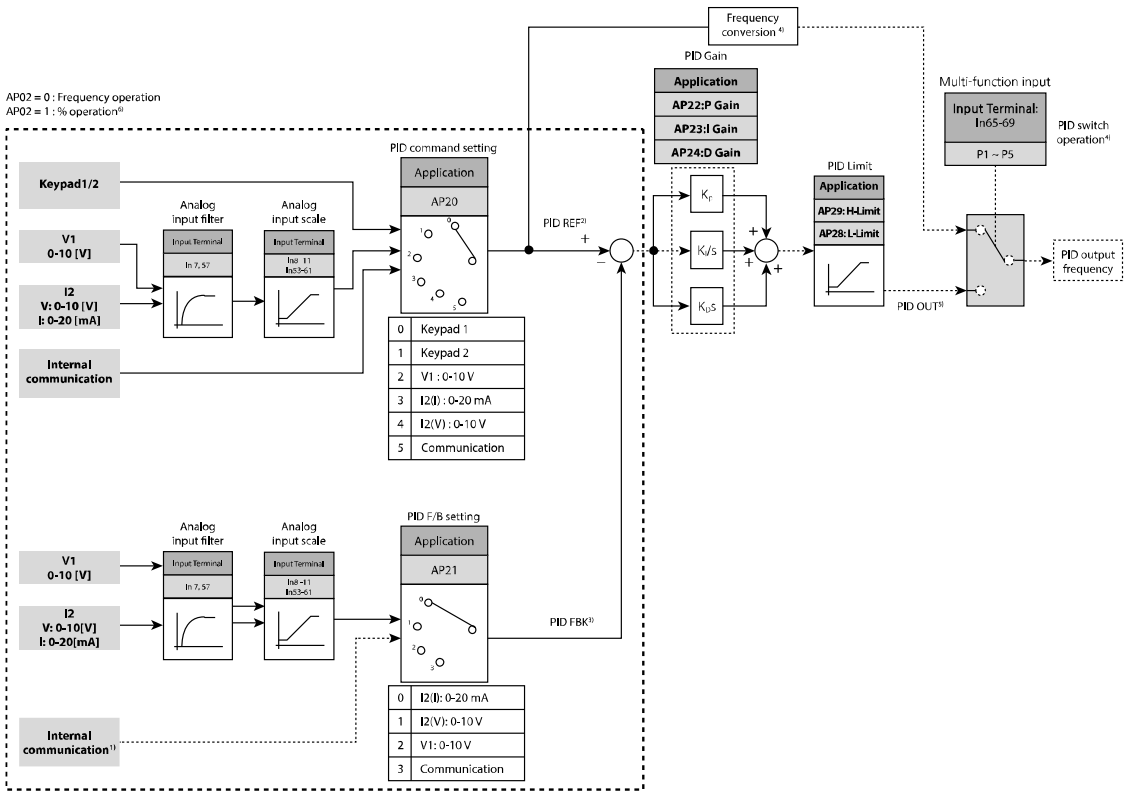 Frequency
conversion 4)
PID Gain
Application
AP22:P Gain
AP23:I Gain
AP24:D Gain
Multi-function input
Input Terminal:
In65-69
P1 ~ P5
PID switch
operation4)
AP02 = 0 : Frequency operation
AP02 = 1 : % operation6)
PID command setting
Application
AP20
0
1
2
3
4
5
Keypad1/2
Analog
input filter
Input Terminal
In 7, 57
Analog
input scale
Input Terminal
In8-11
In53-61
V1
0-10 [V]
I2
V: 0-10 [V]
I: 0-20 [mA]
Internal
communication
PID REF2)
+
−
KP
KI/s
KDs
+
+
+
PID Limit
Application
AP29: H-Limit
AP28: L-Limit
PID OUT5)
PID output
frequency
0 Keypad 1
1 Keypad 2
2 V1 : 0-10 V
3 I2(I) : 0-20 mA
4 I2(V) : 0-10 V
5 Communication
PID F/B setting
Application
AP21
0
1
2
3
Analog
input filter
Input Terminal
In 7, 57
Analog
input scale
Input Terminal
In8-11
In53-61
V1
0-10 [V]
I2
V: 0-10[V]
I: 0-20[mA]
PID FBK3)
Internal
communication1)
0 I2(I): 0-20 mA
1 I2(V): 0-10 V
2 V1: 0-10 V
3 Communication